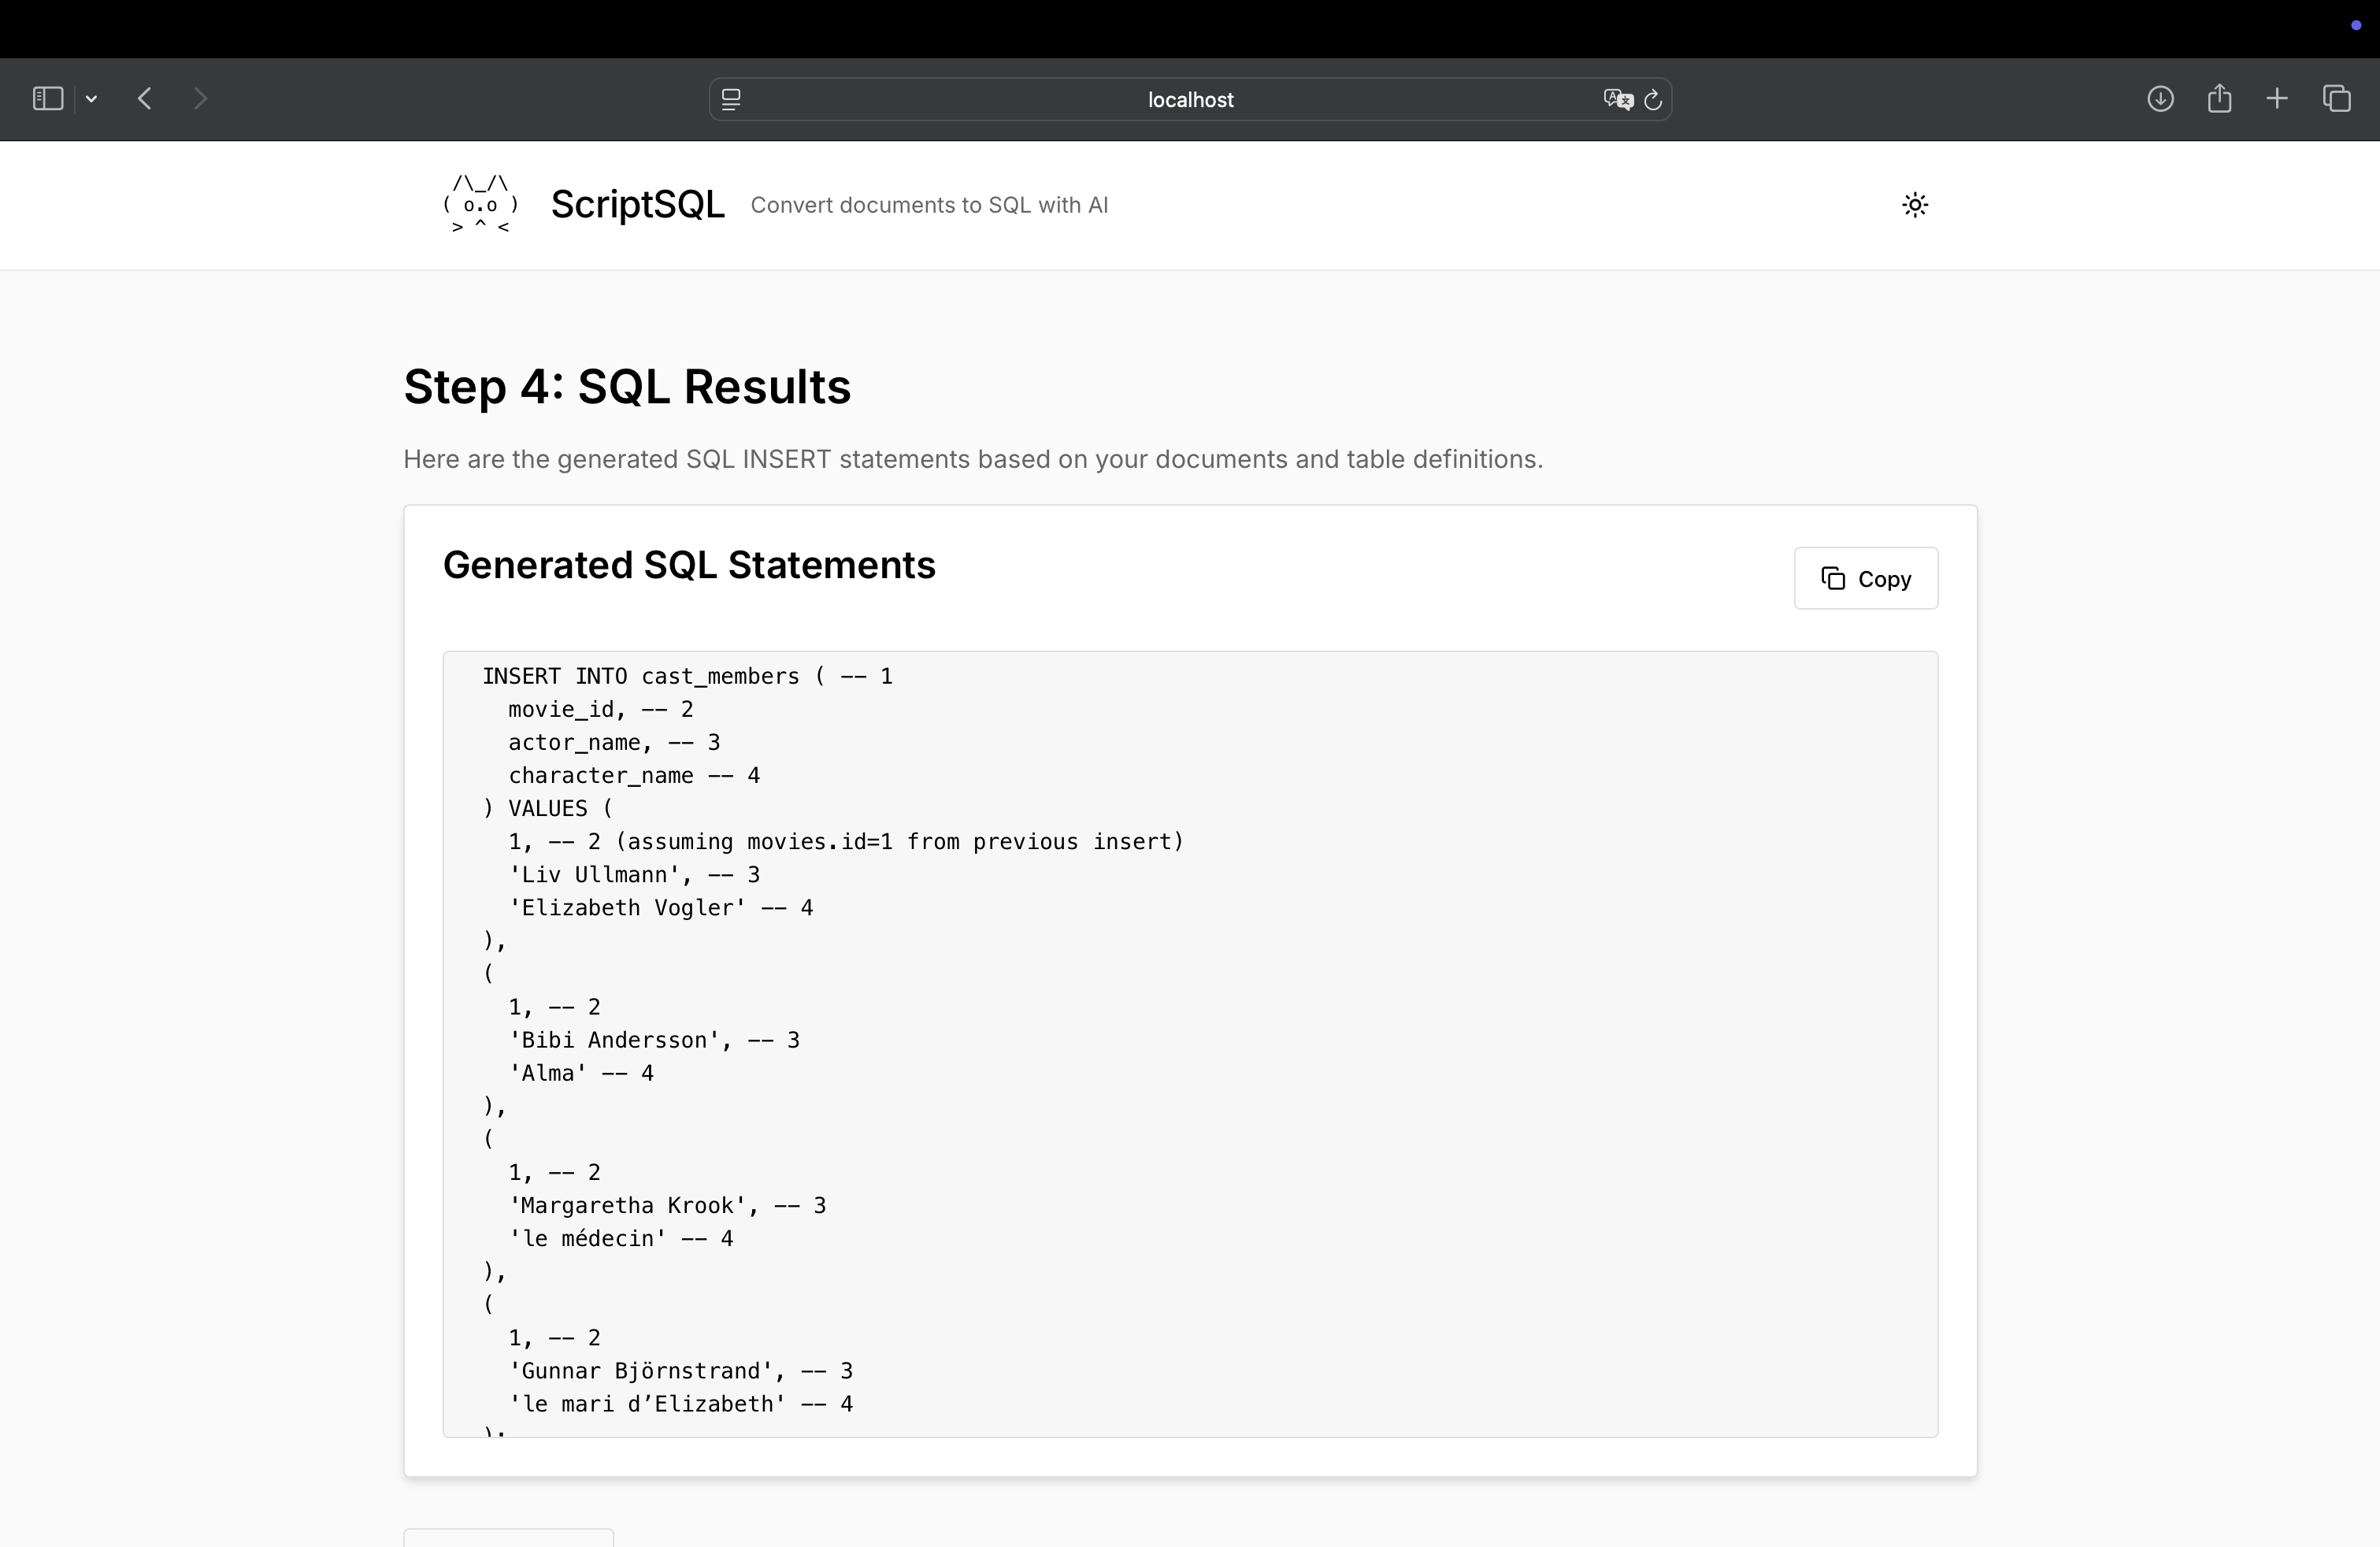 localhost
/\_/\
( o.o )
> ^ <
ScriptSQL
Convert documents to SQL with AI
Step 4: SQL Results
Here are the generated SQL INSERT statements based on your documents and table definitions.
Generated SQL Statements
Copy
INSERT INTO cast_members ( -- 1
  movie_id, -- 2
  actor_name, -- 3
  character_name -- 4
) VALUES (
  1, -- 2 (assuming movies.id=1 from previous insert)
  'Liv Ullmann', -- 3
  'Elizabeth Vogler' -- 4
),
(
  1, -- 2
  'Bibi Andersson', -- 3
  'Alma' -- 4
),
(
  1, -- 2
  'Margaretha Krook', -- 3
  'le médecin' -- 4
),
(
  1, -- 2
  'Gunnar Björnstrand', -- 3
  'le mari d’Elizabeth' -- 4
);